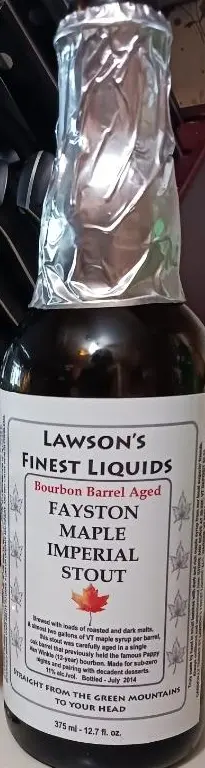 LAWSON'S
FINEST LIQUIDS
Bourbon Barrel Aged
FAYSTON
MAPLE
IMPERIAL
STOUT
Brewed with loads of roasted and dark malts,
& almost two gallons of VT maple syrup per barrel,
this stout was carefully aged in a single
oak barrel that previously held the famous Pappy
Van Winkle (12-year) bourbon. Made for sub-zero
nights and pairing with decadent desserts.
11% alc./vol. Bottled - July 2014
STRAIGHT FROM THE GREEN MOUNTAINS
TO YOUR HEAD
375 ml - 12.7 fl. oz.